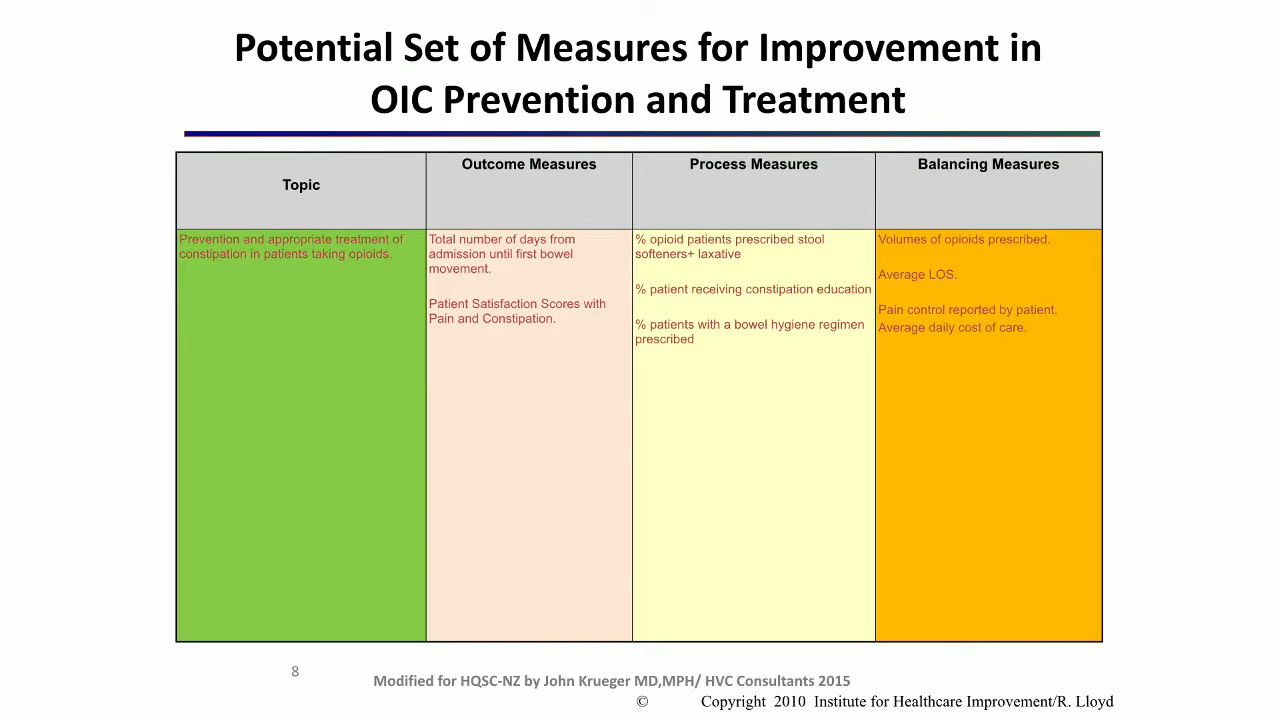 Potential Set of Measures for Improvement in
OIC Prevention and Treatment
Topic
Outcome Measures
Process Measures
Balancing Measures
Prevention and appropriate treatment of
constipation in patients taking opioids.
Total number of days from
admission until first bowel
movement.
Patient Satisfaction Scores with
Pain and Constipation.
% opioid patients prescribed stool
softeners+ laxative
% patient receiving constipation education
% patients with a bowel hygiene regimen
prescribed
Volumes of opioids prescribed.
Average LOS.
Pain control reported by patient.
Average daily cost of care.
8
Modified for HQSC-NZ by John Krueger MD,MPH/ HVC Consultants 2015
© Copyright 2010 Institute for Healthcare Improvement/R. Lloyd